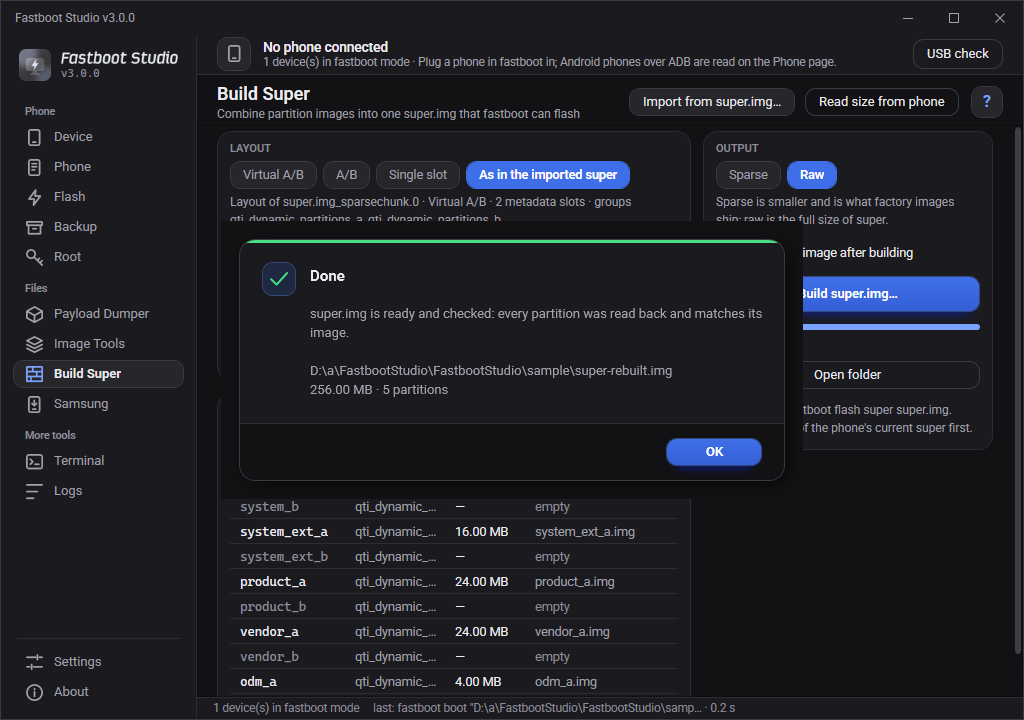 Fastboot Studio v3.0.0
Fastboot Studio
v3.0.0
Phone
Device
Phone
Flash
Backup
Root
Files
Payload Dumper
Image Tools
Build Super
Samsung
More tools
Terminal
Logs
Settings
About
No phone connected
1 device(s) in fastboot mode · Plug a phone in fastboot in; Android phones over ADB are read on the Phone page.
USB check
Build Super
Combine partition images into one super.img that fastboot can flash
Import from super.img…
Read size from phone
?
LAYOUT
Virtual A/B
A/B
Single slot
As in the imported super
Layout of super.img_sparsechunk.0 · Virtual A/B · 2 metadata slots · groups
qti_dynamic_partitions_a, qti_dynamic_partitions_b
OUTPUT
Sparse
Raw
Sparse is smaller and is what factory images
ship; raw is the full size of super.
image after building
Build super.img…
Open folder
tboot flash super super.img.
of the phone's current super first.
Done
super.img is ready and checked: every partition was read back and matches its
image.
D:\a\FastbootStudio\FastbootStudio\sample\super-rebuilt.img
256.00 MB · 5 partitions
OK
system_b qti_dynamic_… — empty
system_ext_a qti_dynamic_… 16.00 MB system_ext_a.img
system_ext_b qti_dynamic_… — empty
product_a qti_dynamic_… 24.00 MB product_a.img
product_b qti_dynamic_… — empty
vendor_a qti_dynamic_… 24.00 MB vendor_a.img
vendor_b qti_dynamic_… — empty
odm_a qti_dynamic_… 4.00 MB odm_a.img
1 device(s) in fastboot mode last: fastboot boot "D:\a\FastbootStudio\FastbootStudio\samp… · 0.2 s